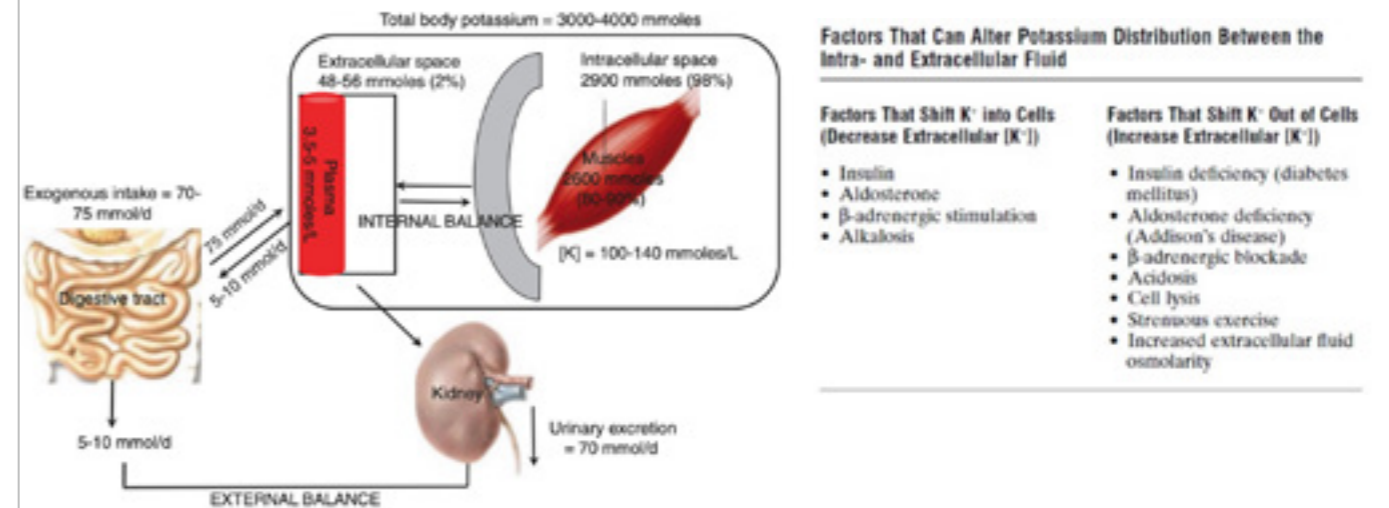 Total body potassium = 3000-4000 mmoles
Extracellular space
48-56 mmoles (2%)
Intracellular space
2900 mmoles (98%)
Plasma
3.5-5 mmoles/L
Muscles
2600 mmoles
(80-90%)
INTERNAL BALANCE
[K] = 100-140 mmoles/L
Exogenous intake = 70-
75 mmol/d
75 mmol/d
5-10 mmol/d
Digestive tract
Kidney
5-10 mmol/d
Urinary excretion
= 70 mmol/d
EXTERNAL BALANCE
Factors That Can Alter Potassium Distribution Between the
Intra- and Extracellular Fluid
Factors That Shift K⁺ into Cells
(Decrease Extracellular [K⁺])
• Insulin
• Aldosterone
• β-adrenergic stimulation
• Alkalosis
Factors That Shift K⁺ Out of Cells
(Increase Extracellular [K⁺])
• Insulin deficiency (diabetes
mellitus)
• Aldosterone deficiency
(Addison's disease)
• β-adrenergic blockade
• Acidosis
• Cell lysis
• Strenuous exercise
• Increased extracellular fluid
osmolarity